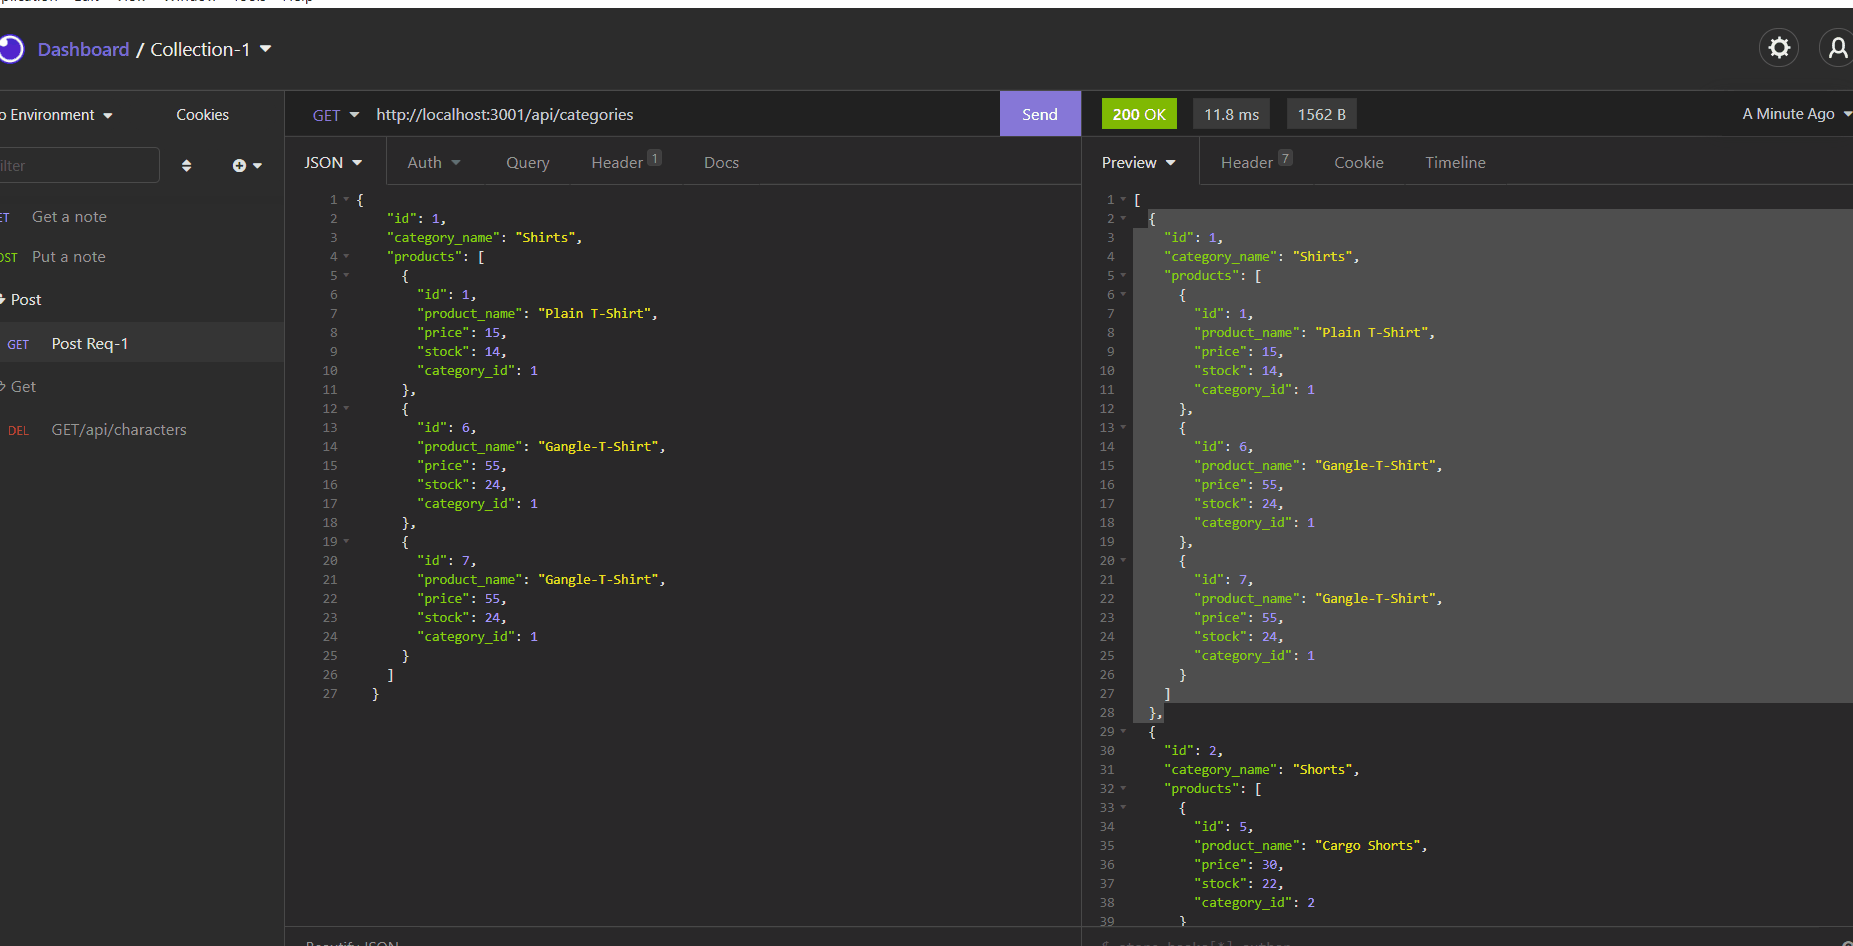 Edit View Window Tools Help
Dashboard / Collection-1
Environment
Cookies
GET http://localhost:3001/api/categories
Send
200 OK
11.8 ms
1562 B
A Minute Ago
JSON
Auth
Query
Header 1
Docs
Preview
Header 7
Cookie
Timeline
Get a note
Put a note
Post
GET Post Req-1
Get
DEL GET/api/characters
1 {
2 "id": 1,
3 "category_name": "Shirts",
4 "products": [
5 {
6 "id": 1,
7 "product_name": "Plain T-Shirt",
8 "price": 15,
9 "stock": 14,
10 "category_id": 1
11 },
12 {
13 "id": 6,
14 "product_name": "Gangle-T-Shirt",
15 "price": 55,
16 "stock": 24,
17 "category_id": 1
18 },
19 {
20 "id": 7,
21 "product_name": "Gangle-T-Shirt",
22 "price": 55,
23 "stock": 24,
24 "category_id": 1
25 }
26 ]
27 }
1 [
2 {
3 "id": 1,
4 "category_name": "Shirts",
5 "products": [
6 {
7 "id": 1,
8 "product_name": "Plain T-Shirt",
9 "price": 15,
10 "stock": 14,
11 "category_id": 1
12 },
13 {
14 "id": 6,
15 "product_name": "Gangle-T-Shirt",
16 "price": 55,
17 "stock": 24,
18 "category_id": 1
19 },
20 {
21 "id": 7,
22 "product_name": "Gangle-T-Shirt",
23 "price": 55,
24 "stock": 24,
25 "category_id": 1
26 }
27 ]
28 },
29 {
30 "id": 2,
31 "category_name": "Shorts",
32 "products": [
33 {
34 "id": 5,
35 "product_name": "Cargo Shorts",
36 "price": 30,
37 "stock": 22,
38 "category_id": 2
39 }
Beautify JSON